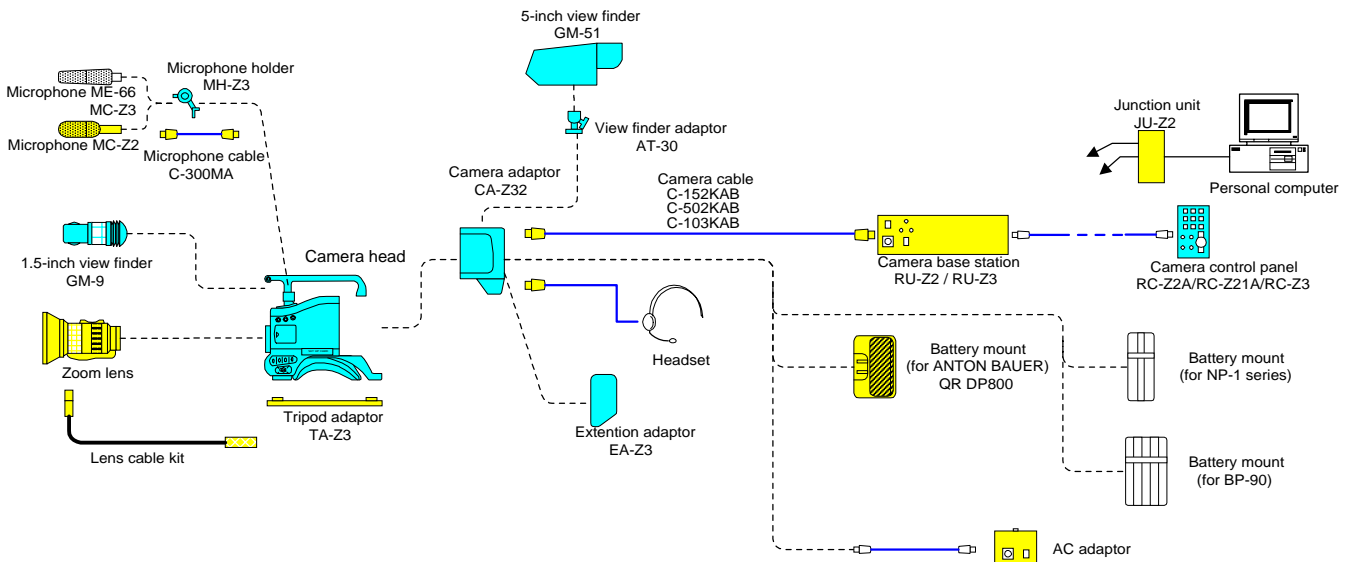 5-inch view finder
GM-51
Microphone holder
MH-Z3
Microphone ME-66
MC-Z3
Microphone MC-Z2
Microphone cable
C-300MA
View finder adaptor
AT-30
Junction unit
JU-Z2
Personal computer
Camera adaptor
CA-Z32
Camera cable
C-152KAB
C-502KAB
C-103KAB
1.5-inch view finder
GM-9
Camera head
Camera base station
RU-Z2 / RU-Z3
Camera control panel
RC-Z2A/RC-Z21A/RC-Z3
Zoom lens
Headset
Battery mount
(for ANTON BAUER)
QR DP800
Battery mount
(for NP-1 series)
Tripod adaptor
TA-Z3
Extention adaptor
EA-Z3
Lens cable kit
Battery mount
(for BP-90)
AC adaptor